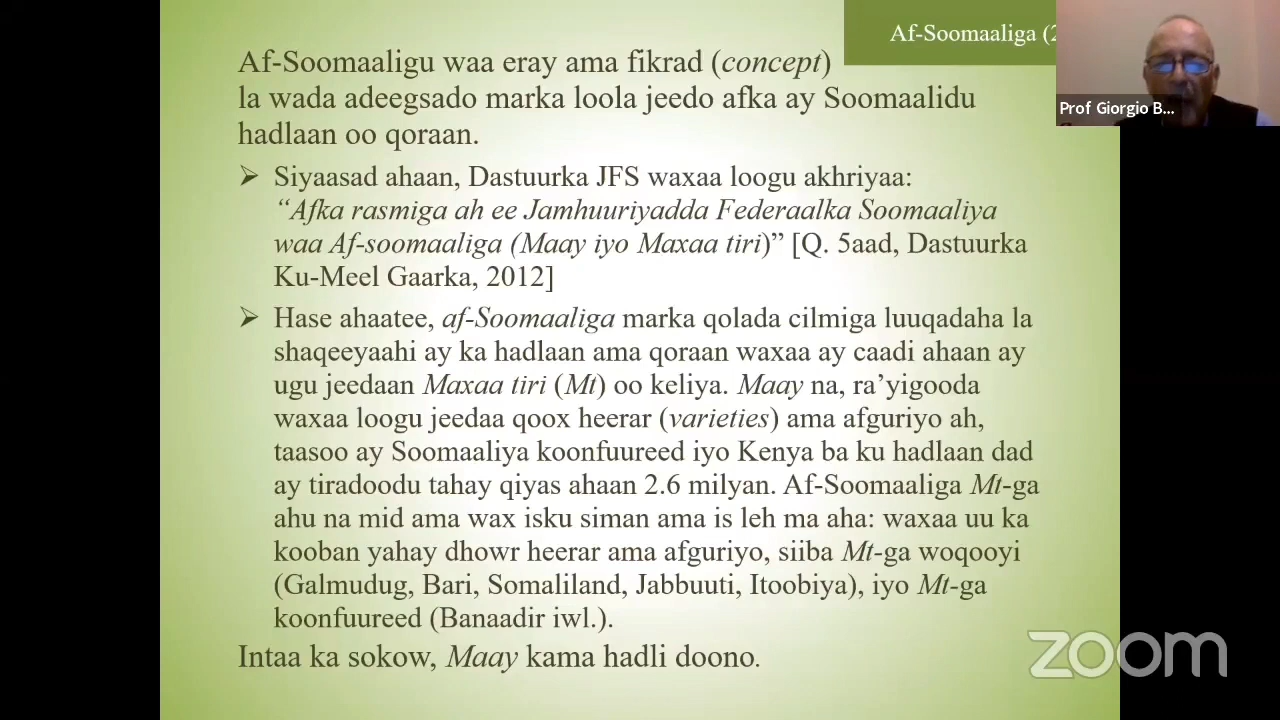 Af-Soomaaliga (2
Af-Soomaaligu waa eray ama fikrad (concept)
la wada adeegsado marka loola jeedo afka ay Soomaalidu
hadlaan oo qoraan.
➢ Siyaasad ahaan, Dastuurka JFS waxaa loogu akhriyaa:
“Afka rasmiga ah ee Jamhuuriyadda Federaalka Soomaaliya
waa Af-soomaaliga (Maay iyo Maxaa tiri)” [Q. 5aad, Dastuurka
Ku-Meel Gaarka, 2012]
➢ Hase ahaatee, af-Soomaaliga marka qolada cilmiga luuqadaha la
shaqeeyaahi ay ka hadlaan ama qoraan waxaa ay caadi ahaan ay
ugu jeedaan Maxaa tiri (Mt) oo keliya. Maay na, ra’yigooda
waxaa loogu jeedaa qoox heerar (varieties) ama afguriyo ah,
taasoo ay Soomaaliya koonfuureed iyo Kenya ba ku hadlaan dad
ay tiradoodu tahay qiyas ahaan 2.6 milyan. Af-Soomaaliga Mt-ga
ahu na mid ama wax isku siman ama is leh ma aha: waxaa uu ka
kooban yahay dhowr heerar ama afguriyo, siiba Mt-ga woqooyi
(Galmudug, Bari, Somaliland, Jabbuuti, Itoobiya), iyo Mt-ga
koonfuureed (Banaadir iwl.).
Intaa ka sokow, Maay kama hadli doono.
Prof Giorgio B...
zoom